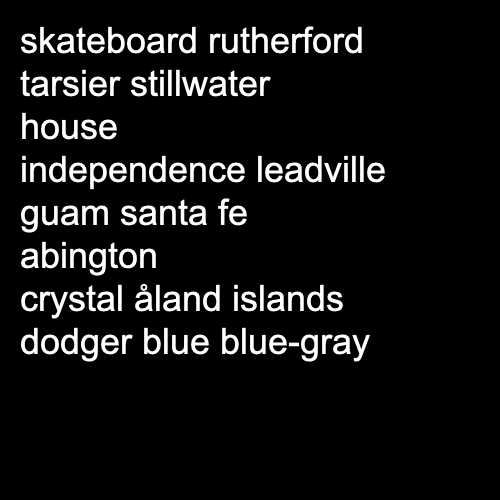 skateboard rutherford
tarsier stillwater
house
independence leadville
guam santa fe
abington
crystal åland islands
dodger blue blue-gray